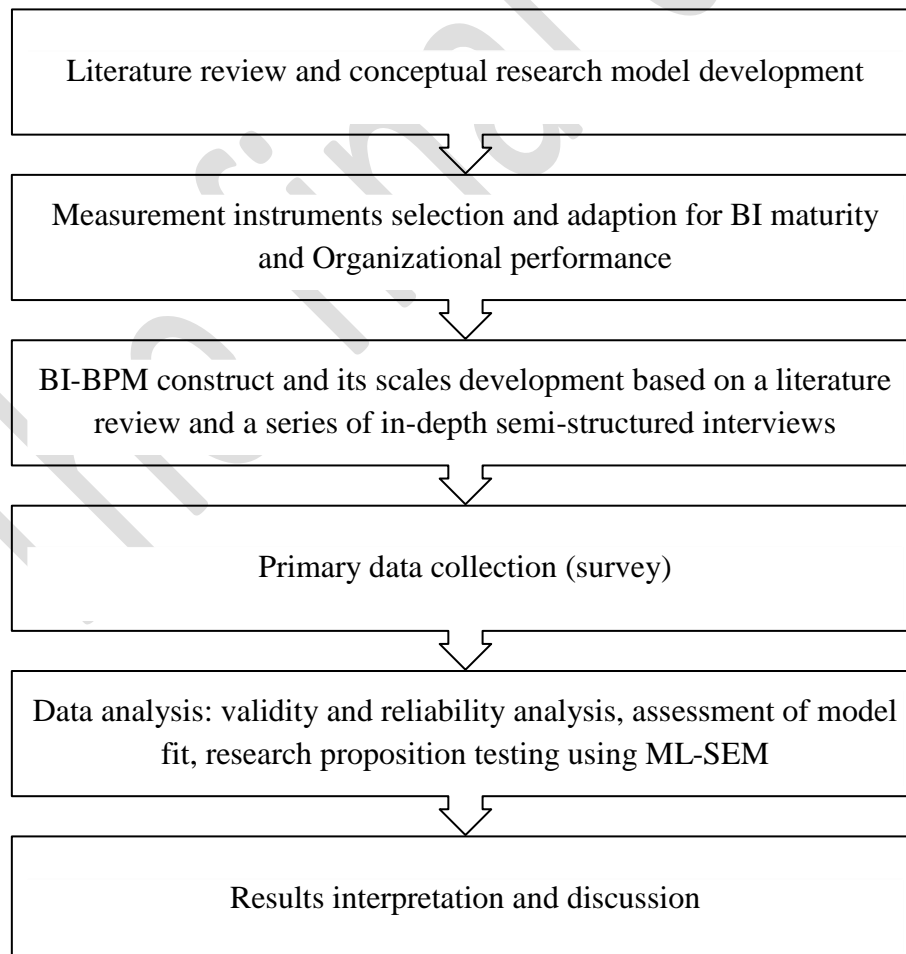 Literature review and conceptual research model development
Measurement instruments selection and adaption for BI maturity
and Organizational performance
BI-BPM construct and its scales development based on a literature
review and a series of in-depth semi-structured interviews
Primary data collection (survey)
Data analysis: validity and reliability analysis, assessment of model
fit, research proposition testing using ML-SEM
Results interpretation and discussion